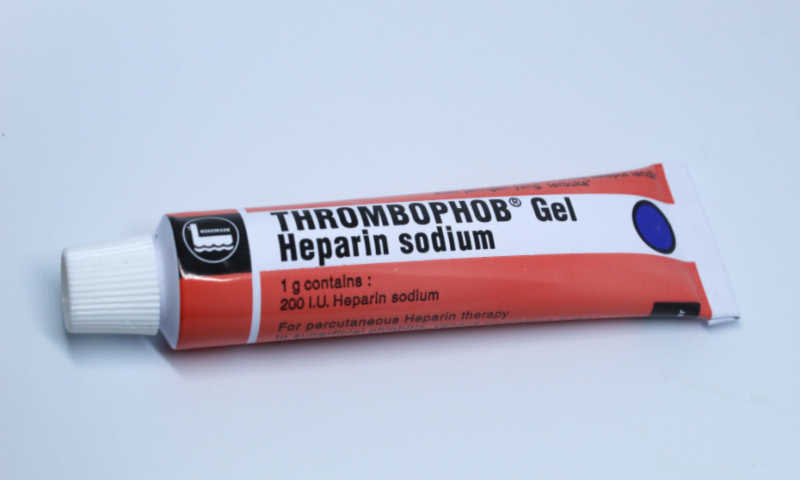 THROMBOPHOB® Gel
Heparin sodium
1 g contains :
200 I.U. Heparin sodium
For percutaneous Heparin therapy